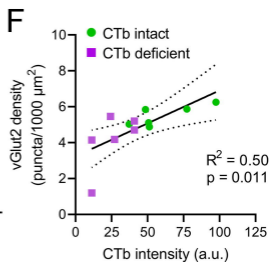 F
CTb intact
CTb deficient
vGlut2 density
(puncta/1000 µm²)
10
8
6
4
2
0
R² = 0.50
p = 0.011
0 25 50 75 100 125
CTb intensity (a.u.)